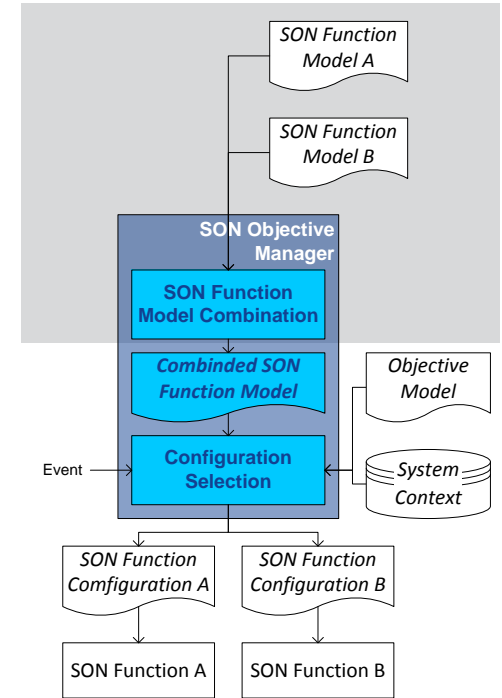 SON Function
Model A
SON Function
Model B
SON Objective
Manager
SON Function
Model Combination
Combinded SON
Function Model
Objective
Model
Event
Configuration
Selection
System
Context
SON Function
Comfiguration A
SON Function
Configuration B
SON Function A
SON Function B